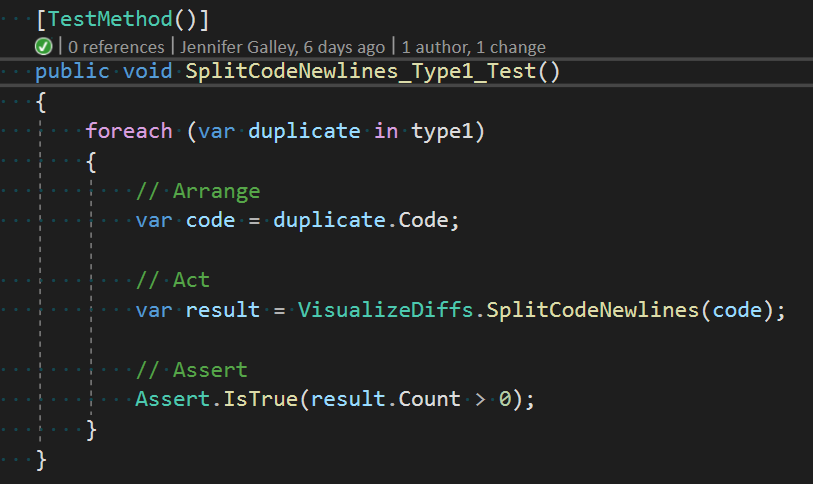 [TestMethod()]
0 references | Jennifer Galley, 6 days ago | 1 author, 1 change
public void SplitCodeNewlines_Type1_Test()
{
foreach (var duplicate in type1)
{
// Arrange
var code = duplicate.Code;
// Act
var result = VisualizeDiffs.SplitCodeNewlines(code);
// Assert
Assert.IsTrue(result.Count > 0);
}
}